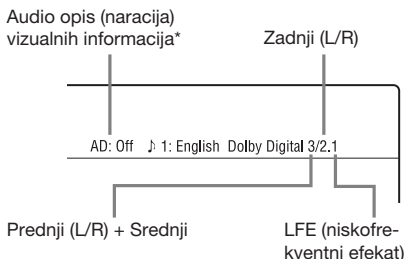 Audio opis (naracija)
vizualnih informacija*
Zadnji (L/R)
AD: Off ♪ 1: English Dolby Digital 3/2.1
Prednji (L/R) + Srednji
LFE (niskofre-
kventni efekat)